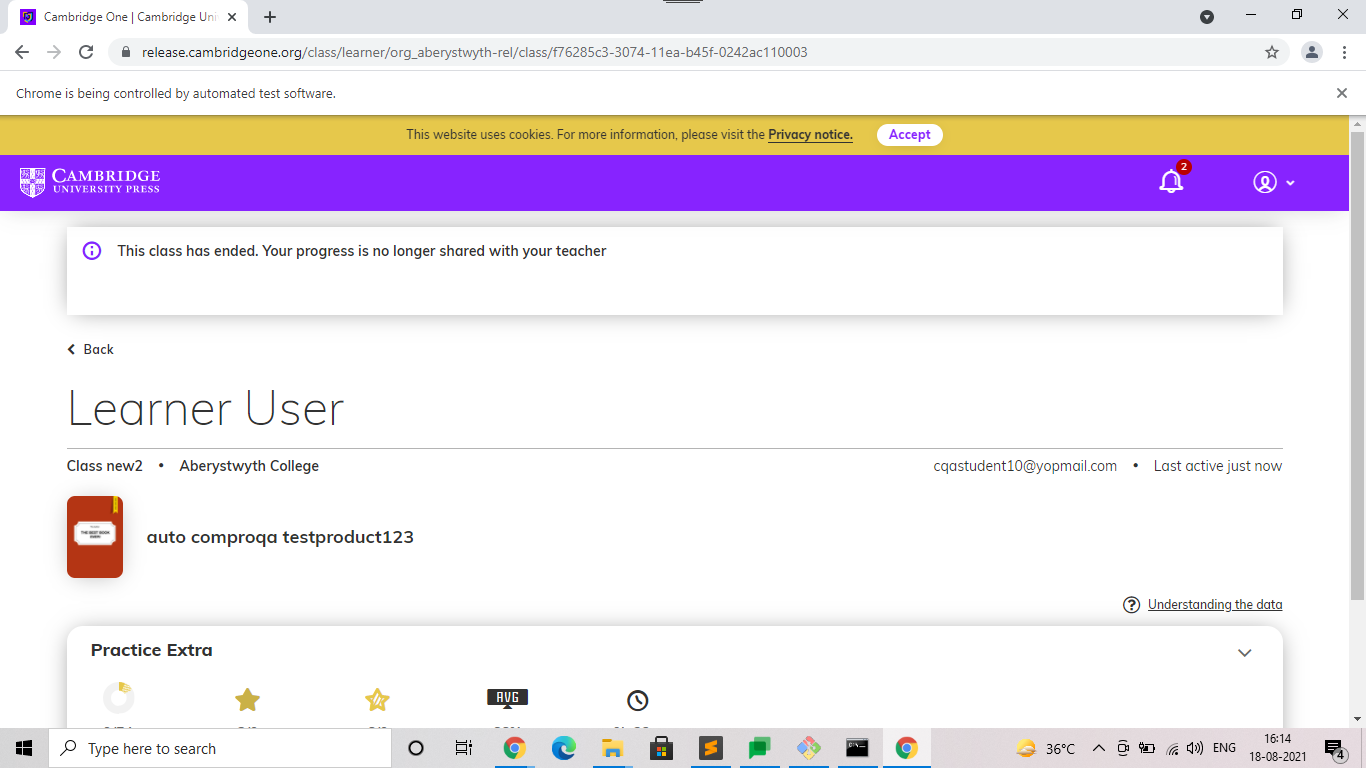 Cambridge One | Cambridge Uni
release.cambridgeone.org/class/learner/org_aberystwyth-rel/class/f76285c3-3074-11ea-b45f-0242ac110003
Chrome is being controlled by automated test software.
This website uses cookies. For more information, please visit the Privacy notice. Accept
CAMBRIDGE
UNIVERSITY PRESS
2
This class has ended. Your progress is no longer shared with your teacher
Back
Learner User
Class new2 • Aberystwyth College cqastudent10@yopmail.com • Last active just now
THE BEST BOOK
auto comproqa testproduct123
Understanding the data
Practice Extra
AVG
Type here to search
36°C
ENG
16:14
18-08-2021
4